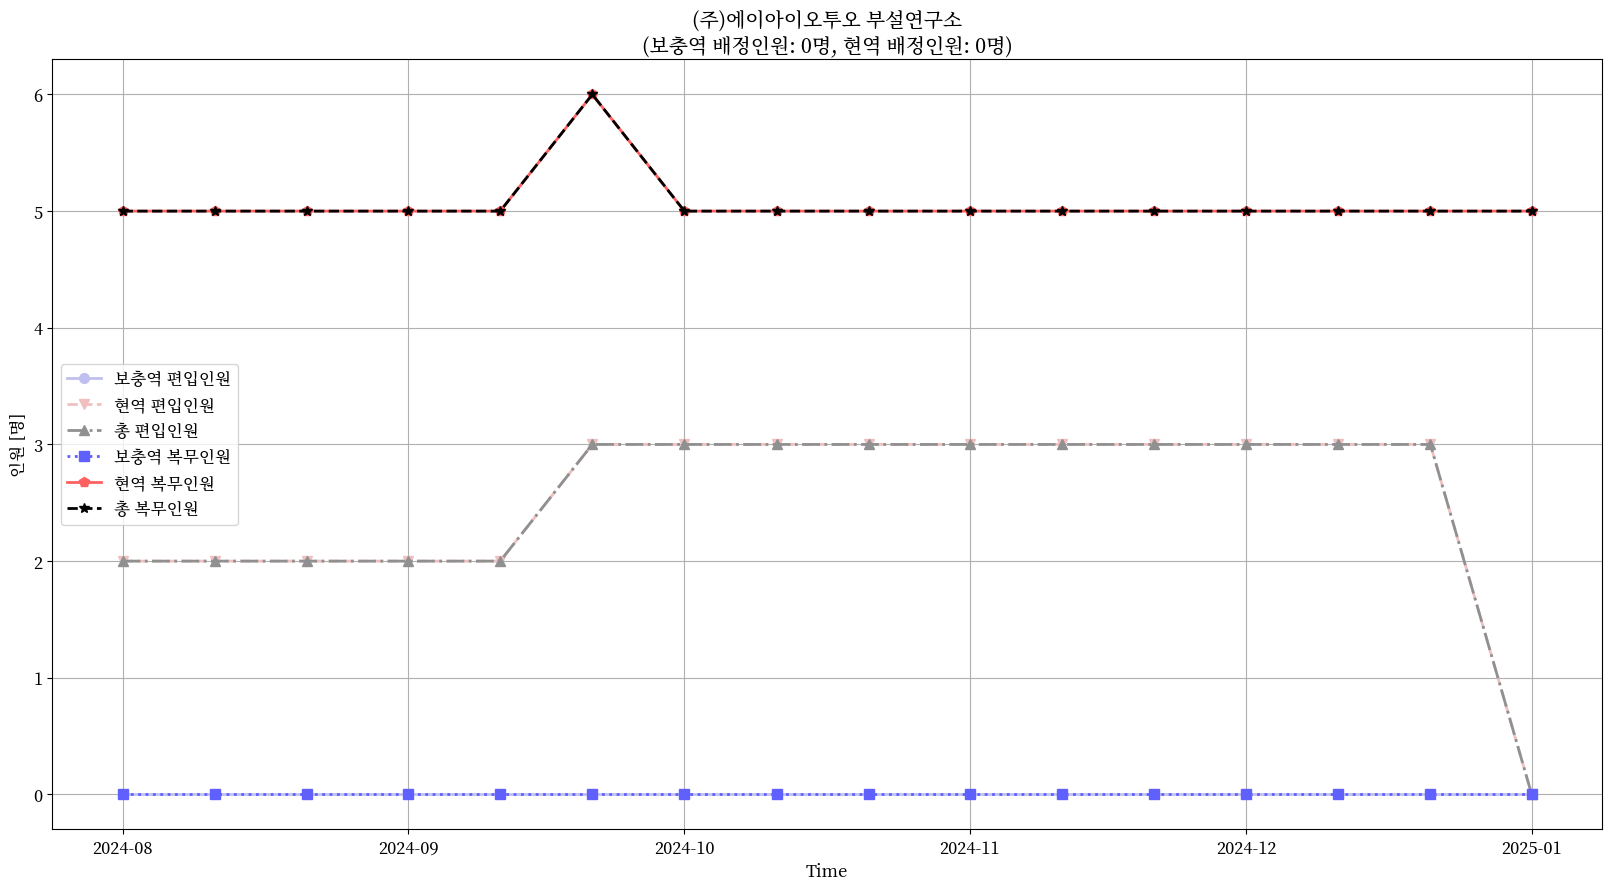 (주)에이아이오투오 부설연구소
(보충역 배정인원: 0명, 현역 배정인원: 0명)
6
5
4
3
2
1
0
인원 [명]
보충역 편입인원
현역 편입인원
총 편입인원
보충역 복무인원
현역 복무인원
총 복무인원
2024-08 2024-09 2024-10 2024-11 2024-12 2025-01
Time